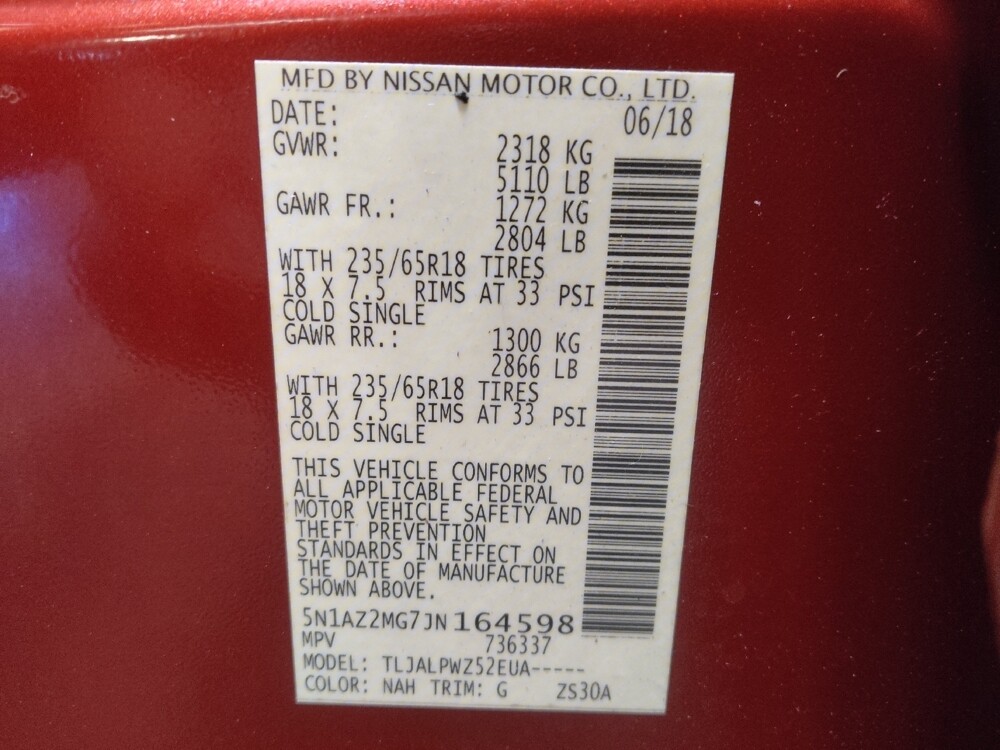 MFD BY NISSAN MOTOR CO., LTD.
DATE: 06/18
GVWR: 2318 KG
5110 LB
GAWR FR.: 1272 KG
2804 LB
WITH 235/65R18 TIRES
18 X 7.5 RIMS AT 33 PSI
COLD SINGLE
GAWR RR.: 1300 KG
2866 LB
WITH 235/65R18 TIRES
18 X 7.5 RIMS AT 33 PSI
COLD SINGLE
THIS VEHICLE CONFORMS TO
ALL APPLICABLE FEDERAL
MOTOR VEHICLE SAFETY AND
THEFT PREVENTION
STANDARDS IN EFFECT ON
THE DATE OF MANUFACTURE
SHOWN ABOVE.
5N1AZ2MG7JN164598
MPV 736337
MODEL: TLJALPWZ52EUA-----
COLOR: NAH TRIM: G ZS30A